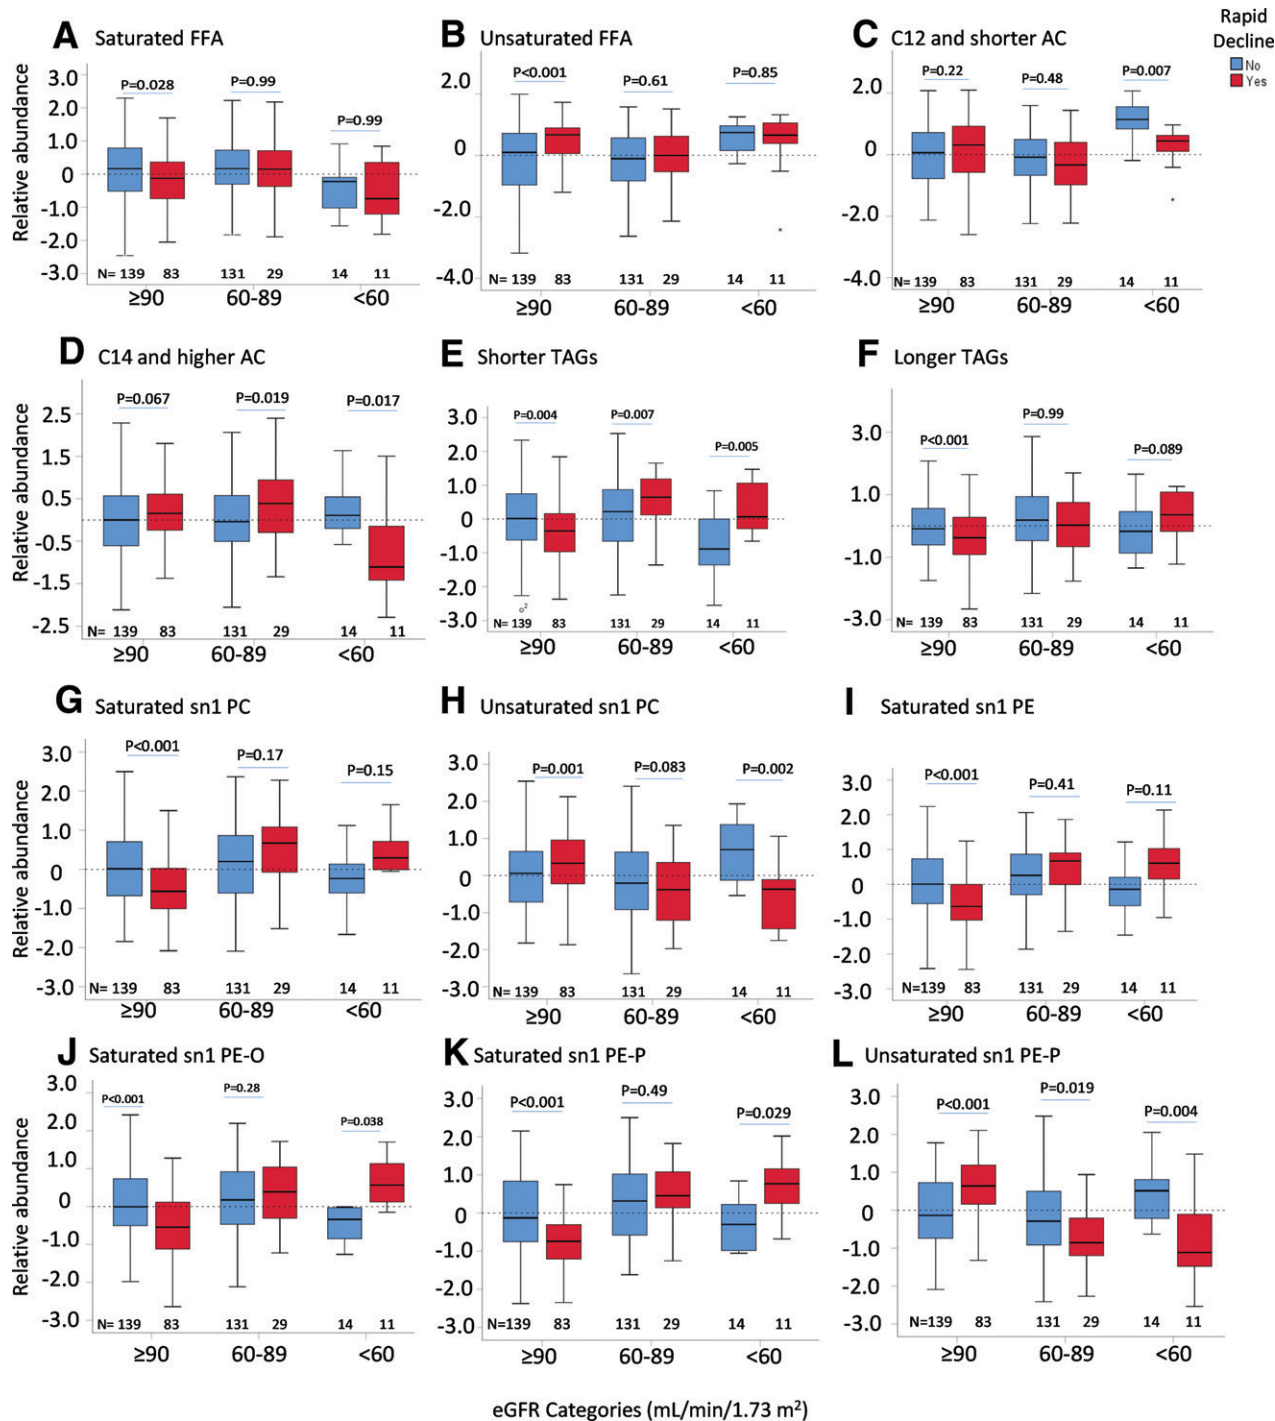 Rapid
Decline
No
Yes
A Saturated FFA
Relative abundance
3.0
2.0
1.0
0
-1.0
-2.0
-3.0
P=0.028
P=0.99
P=0.99
N= 139 83 131 29 14 11
≥90 60-89 <60
B Unsaturated FFA
2.0
0
-2.0
-4.0
P<0.001
P=0.61
P=0.85
N= 139 83 131 29 14 11
≥90 60-89 <60
C C12 and shorter AC
2.0
0
-2.0
-4.0
P=0.22
P=0.48
P=0.007
N= 139 83 131 29 14 11
≥90 60-89 <60
D C14 and higher AC
Relative abundance
2.5
0.5
-0.5
-1.5
-2.5
P=0.067
P=0.019
P=0.017
N= 139 83 131 29 14 11
≥90 60-89 <60
E Shorter TAGs
3.0
2.0
1.0
0
-1.0
-2.0
-3.0
P=0.004
P=0.007
P=0.005
2
N= 139 83 131 29 14 11
≥90 60-89 <60
F Longer TAGs
3.0
1.0
-1.0
-3.0
P<0.001
P=0.99
P=0.089
N= 139 83 131 29 14 11
≥90 60-89 <60
G Saturated sn1 PC
Relative abundance
3.0
2.0
1.0
0
-1.0
-2.0
-3.0
P<0.001
P=0.17
P=0.15
N= 139 83 131 29 14 11
≥90 60-89 <60
H Unsaturated sn1 PC
3.0
2.0
1.0
0
-1.0
-2.0
-3.0
P=0.001
P=0.083
P=0.002
N= 139 83 131 29 14 11
≥90 60-89 <60
I Saturated sn1 PE
3.0
2.0
1.0
0
-1.0
-2.0
-3.0
P<0.001
P=0.41
P=0.11
N=139 83 131 29 14 11
≥90 60-89 <60
J Saturated sn1 PE-O
Relative abundance
3.0
2.0
1.0
0
-1.0
-2.0
-3.0
P<0.001
P=0.28
P=0.038
N= 139 83 131 29 14 11
≥90 60-89 <60
K Saturated sn1 PE-P
3.0
2.0
1.0
0
-1.0
-2.0
-3.0
P<0.001
P=0.49
P=0.029
N=139 83 131 29 14 11
≥90 60-89 <60
L Unsaturated sn1 PE-P
3.0
2.0
1.0
0
-1.0
-2.0
-3.0
P<0.001
P=0.019
P=0.004
N=139 83 131 29 14 11
≥90 60-89 <60
eGFR Categories (mL/min/1.73 m²)